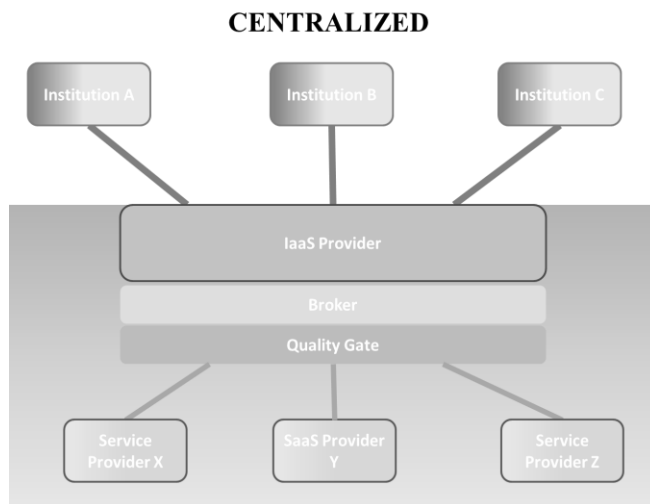 CENTRALIZED
Institution A
Institution B
Institution C
IaaS Provider
Broker
Quality Gate
Service
Provider X
SaaS Provider
Y
Service
Provider Z